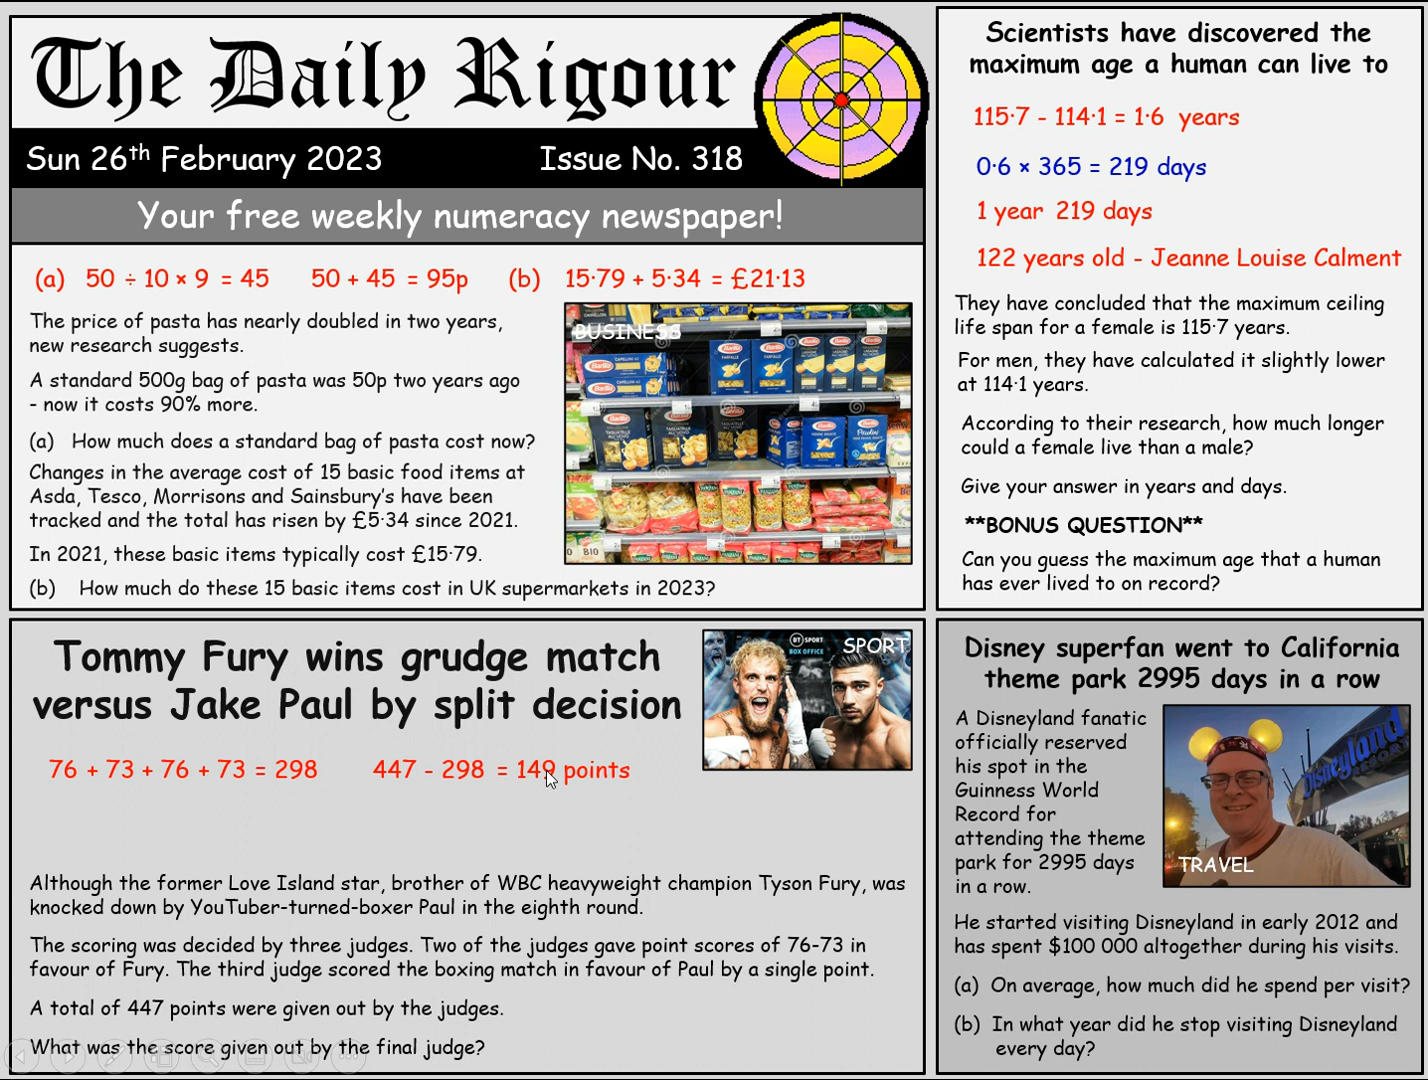 The Daily Rigour
Sun 26th February 2023 Issue No. 318
Your free weekly numeracy newspaper!
(a) 50 ÷ 10 × 9 = 45 50 + 45 = 95p (b) 15·79 + 5·34 = £21·13
The price of pasta has nearly doubled in two years,
new research suggests.
A standard 500g bag of pasta was 50p two years ago
- now it costs 90% more.
(a) How much does a standard bag of pasta cost now?
Changes in the average cost of 15 basic food items at
Asda, Tesco, Morrisons and Sainsbury's have been
tracked and the total has risen by £5·34 since 2021.
In 2021, these basic items typically cost £15·79.
(b) How much do these 15 basic items cost in UK supermarkets in 2023?
BUSINESS
Barilla
Scientists have discovered the
maximum age a human can live to
115·7 - 114·1 = 1·6 years
0·6 × 365 = 219 days
1 year 219 days
122 years old - Jeanne Louise Calment
They have concluded that the maximum ceiling
life span for a female is 115·7 years.
For men, they have calculated it slightly lower
at 114·1 years.
According to their research, how much longer
could a female live than a male?
Give your answer in years and days.
**BONUS QUESTION**
Can you guess the maximum age that a human
has ever lived to on record?
Tommy Fury wins grudge match
versus Jake Paul by split decision
BT SPORT
BOX OFFICE
SPORT
76 + 73 + 76 + 73 = 298 447 - 298 = 149 points
Although the former Love Island star, brother of WBC heavyweight champion Tyson Fury, was
knocked down by YouTuber-turned-boxer Paul in the eighth round.
The scoring was decided by three judges. Two of the judges gave point scores of 76-73 in
favour of Fury. The third judge scored the boxing match in favour of Paul by a single point.
A total of 447 points were given out by the judges.
What was the score given out by the final judge?
Disney superfan went to California
theme park 2995 days in a row
A Disneyland fanatic
officially reserved
his spot in the
Guinness World
Record for
attending the theme
park for 2995 days
in a row.
Disneyland
RESORT
TRAVEL
He started visiting Disneyland in early 2012 and
has spent $100 000 altogether during his visits.
(a) On average, how much did he spend per visit?
(b) In what year did he stop visiting Disneyland
every day?